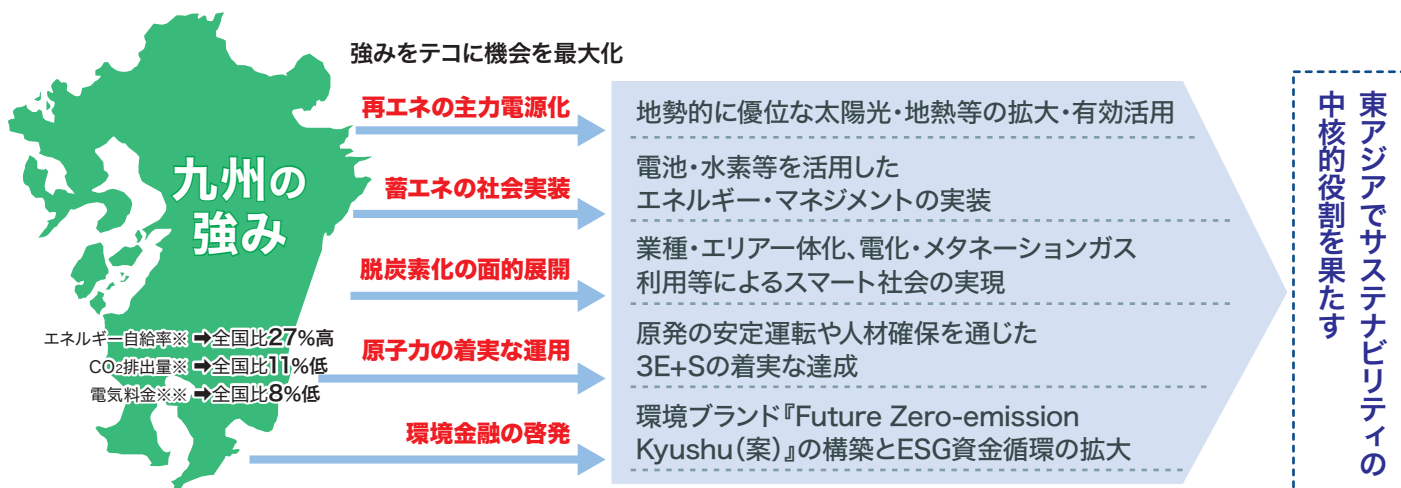 強みをテコに機会を最大化
九州の
強み
エネルギー自給率※ ➡全国比27%高
CO₂排出量※ ➡全国比11%低
電気料金※※ ➡全国比8%低
再エネの主力電源化
地勢的に優位な太陽光・地熱等の拡大・有効活用
蓄エネの社会実装
電池・水素等を活用した
エネルギー・マネジメントの実装
脱炭素化の面的展開
業種・エリア一体化、電化・メタネーションガス
利用等によるスマート社会の実現
原子力の着実な運用
原発の安定運転や人材確保を通じた
3E+Sの着実な達成
環境金融の啓発
環境ブランド『Future Zero-emission
Kyushu(案)』の構築とESG資金循環の拡大
東アジアでサステナビリティの
中核的役割を果たす